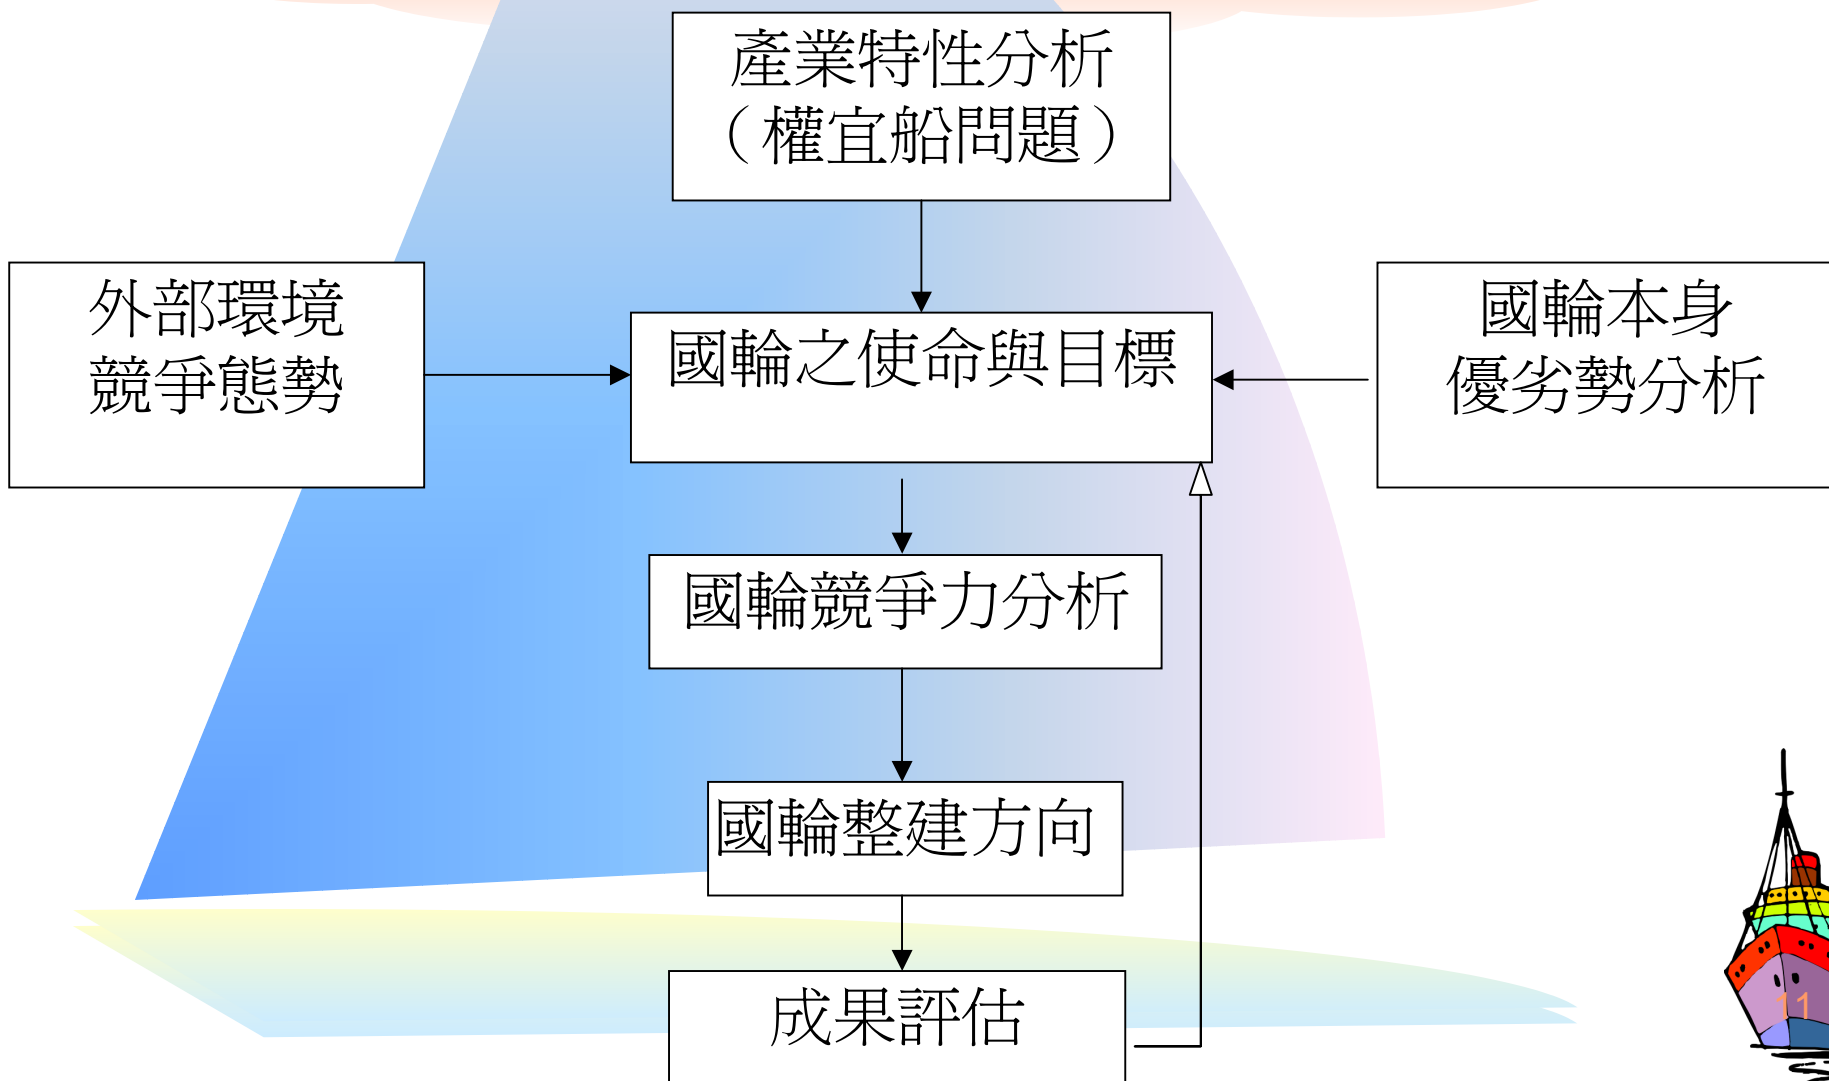 產業特性分析
（權宜船問題）
外部環境
競爭態勢
國輪之使命與目標
國輪本身
優劣勢分析
國輪競爭力分析
國輪整建方向
成果評估
11